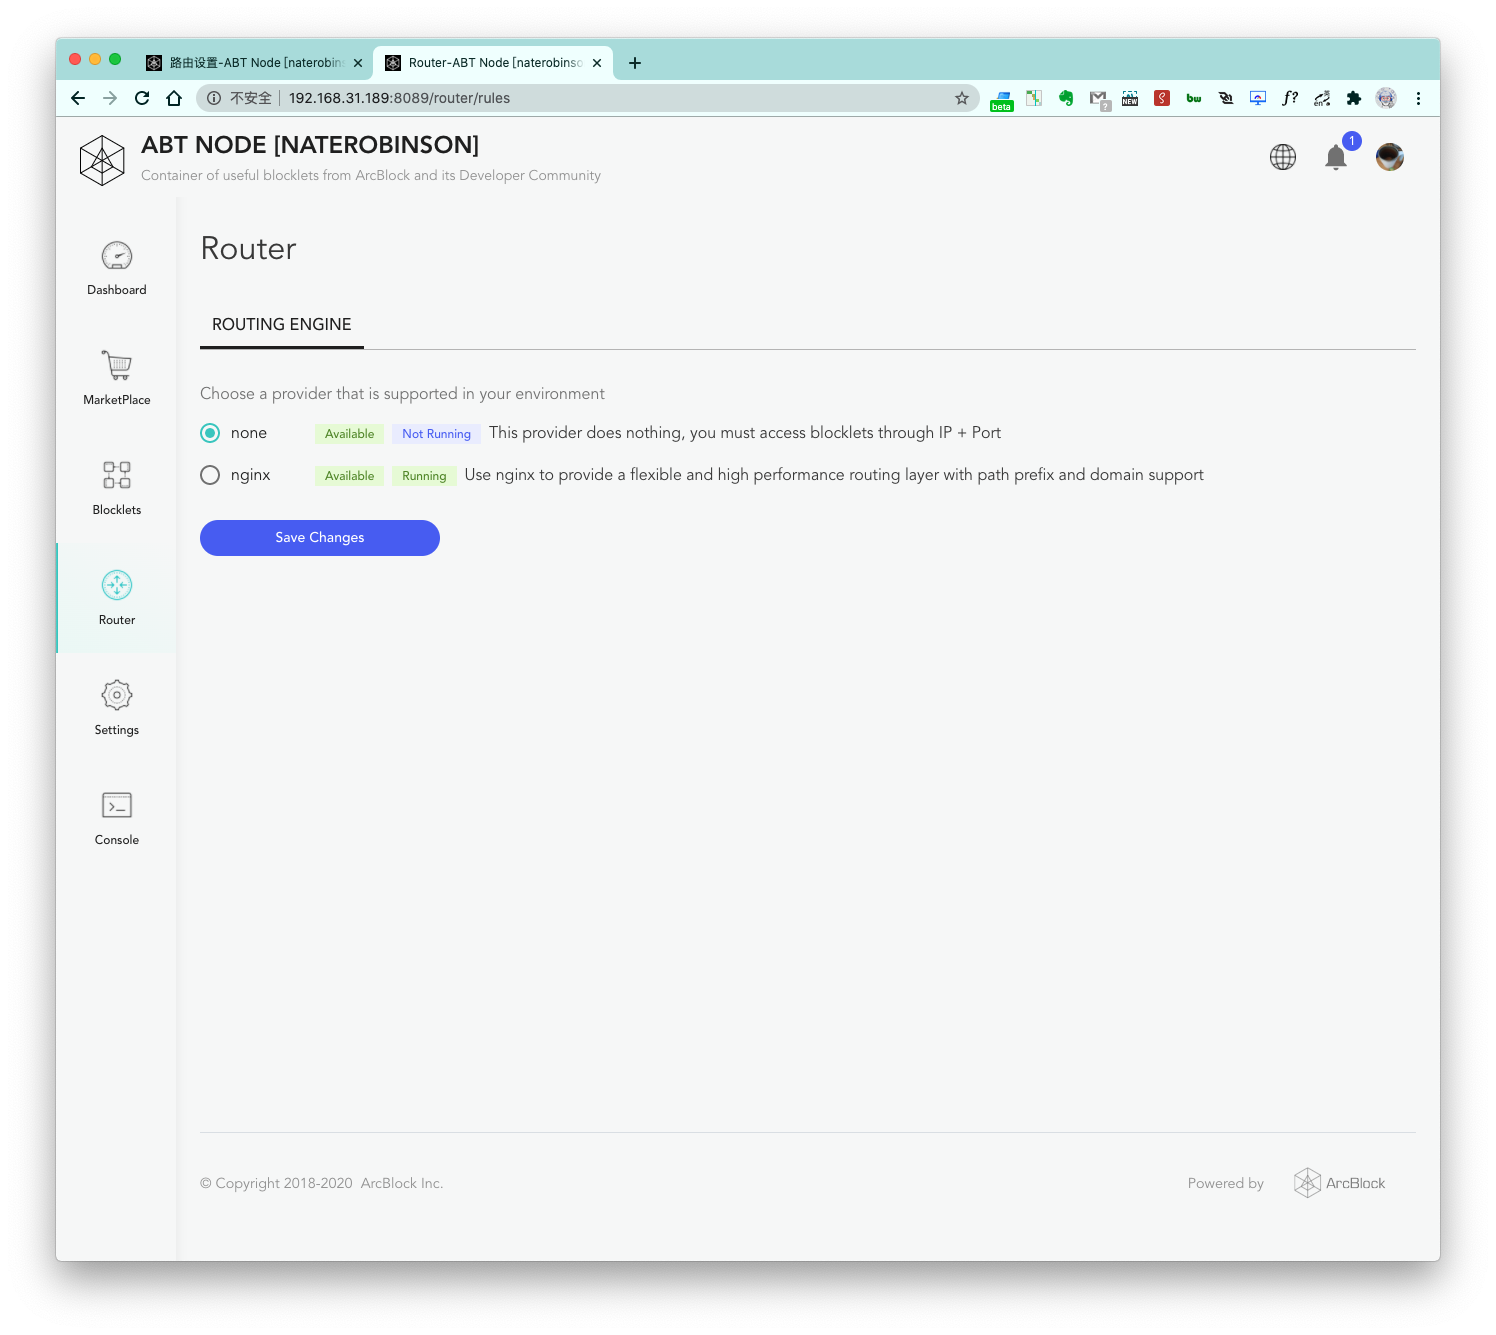 路由设置-ABT Node [naterobins
Router-ABT Node [naterobinso
不安全 192.168.31.189:8089/router/rules
beta
NEW
bw
f?
en
ABT NODE [NATEROBINSON]
Container of useful blocklets from ArcBlock and its Developer Community
1
Dashboard
MarketPlace
Blocklets
Router
Settings
Console
Router
ROUTING ENGINE
Choose a provider that is supported in your environment
none Available Not Running This provider does nothing, you must access blocklets through IP + Port
nginx Available Running Use nginx to provide a flexible and high performance routing layer with path prefix and domain support
Save Changes
© Copyright 2018-2020 ArcBlock Inc.
Powered by ArcBlock